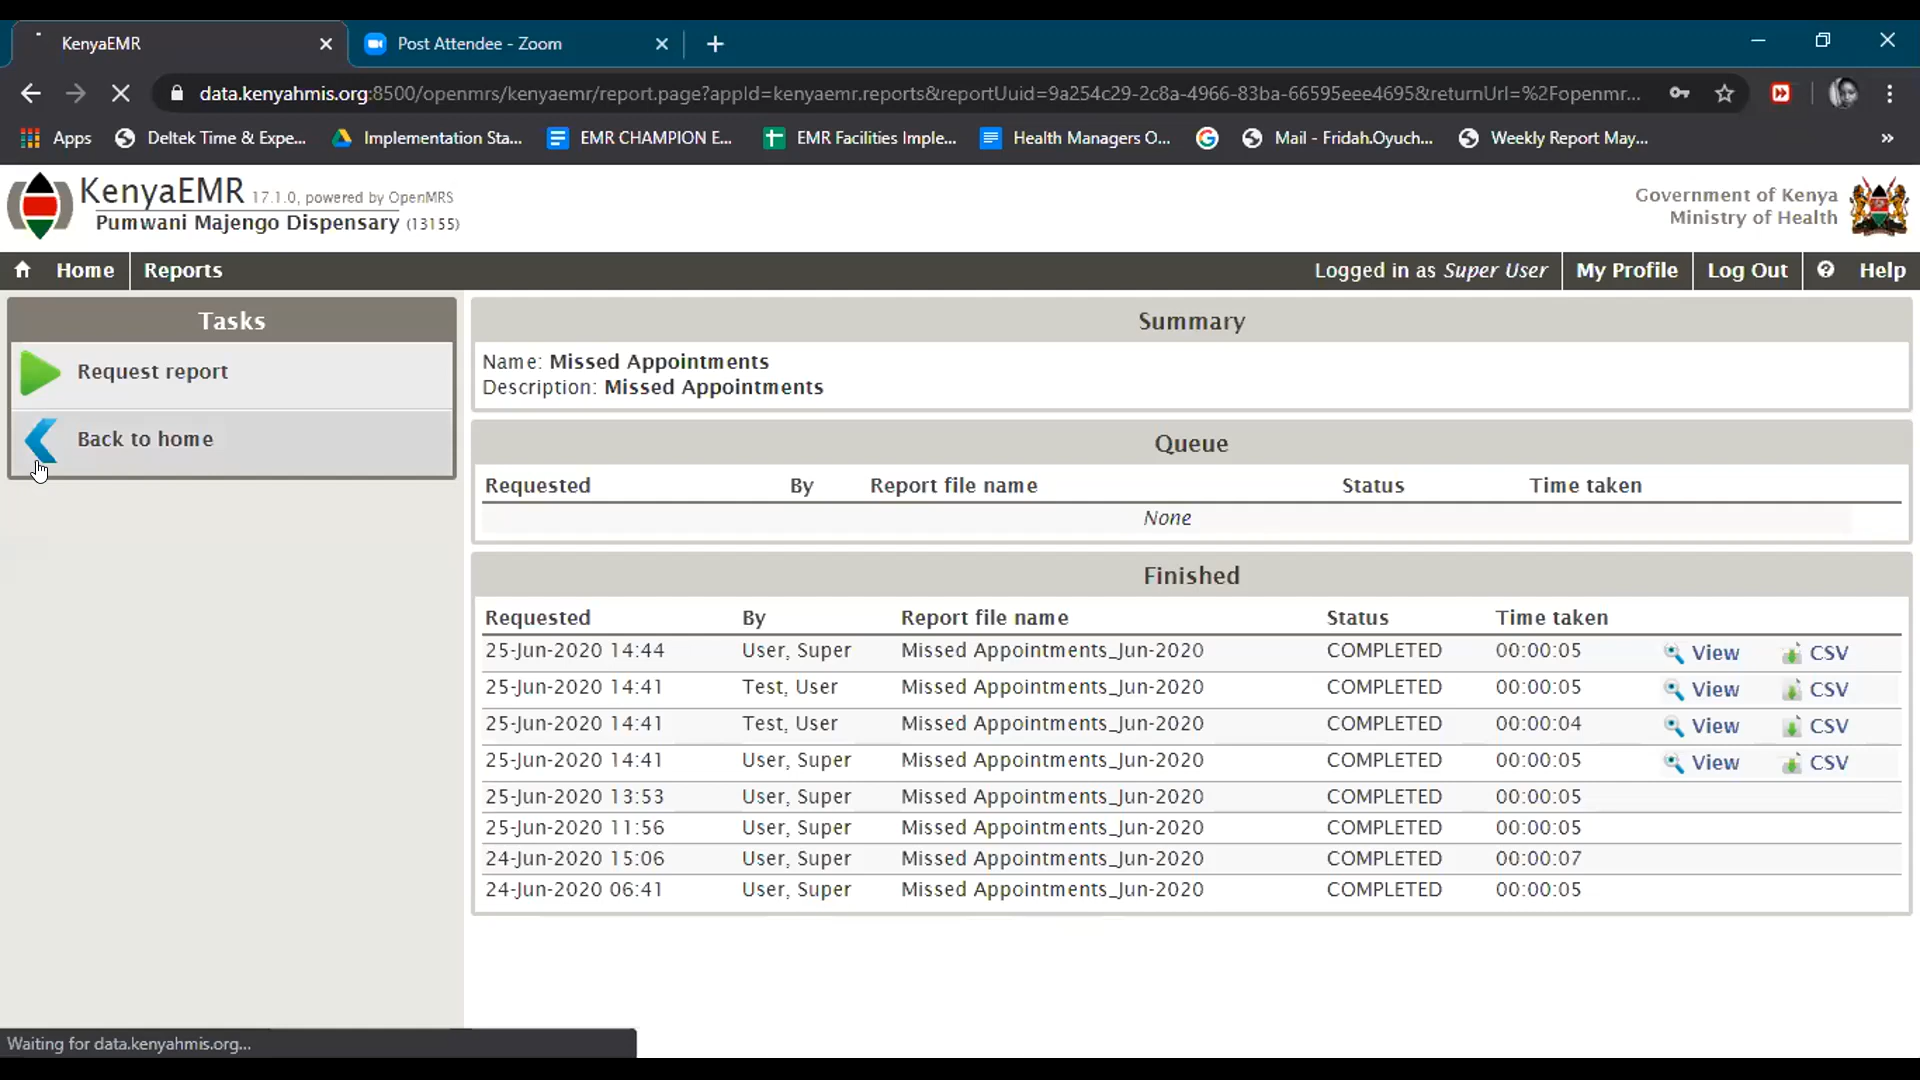 KenyaEMR
Post Attendee - Zoom
data.kenyahmis.org:8500/openmrs/kenyaemr/report.page?appId=kenyaemr.reports&reportUuid=9a254c29-2c8a-4966-83ba-66595eee4695&returnUrl=%2Fopenmr...
Apps
Deltek Time & Expe...
Implementation Sta...
EMR CHAMPION E...
EMR Facilities Imple...
Health Managers O...
Mail - Fridah.Oyuch...
Weekly Report May...
»
KenyaEMR 17.1.0, powered by OpenMRS
Pumwani Majengo Dispensary (13155)
Government of Kenya
Ministry of Health
Home Reports Logged in as Super User My Profile Log Out Help
Tasks
Request report
Back to home
Summary
Name: Missed Appointments
Description: Missed Appointments
Queue
Requested By Report file name Status Time taken
None
Finished
Requested By Report file name Status Time taken
25-Jun-2020 14:44 User, Super Missed Appointments_Jun-2020 COMPLETED 00:00:05 View CSV
25-Jun-2020 14:41 Test, User Missed Appointments_Jun-2020 COMPLETED 00:00:05 View CSV
25-Jun-2020 14:41 Test, User Missed Appointments_Jun-2020 COMPLETED 00:00:04 View CSV
25-Jun-2020 14:41 User, Super Missed Appointments_Jun-2020 COMPLETED 00:00:05 View CSV
25-Jun-2020 13:53 User, Super Missed Appointments_Jun-2020 COMPLETED 00:00:05
25-Jun-2020 11:56 User, Super Missed Appointments_Jun-2020 COMPLETED 00:00:05
24-Jun-2020 15:06 User, Super Missed Appointments_Jun-2020 COMPLETED 00:00:07
24-Jun-2020 06:41 User, Super Missed Appointments_Jun-2020 COMPLETED 00:00:05
Waiting for data.kenyahmis.org...